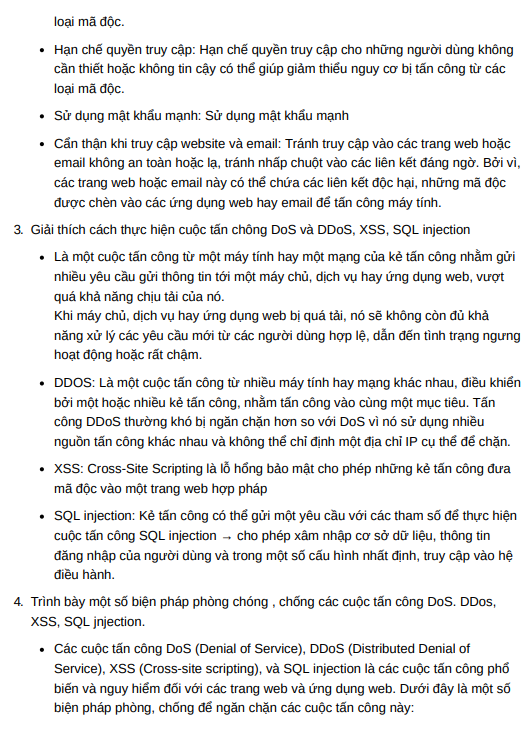 loại mã độc.
• Hạn chế quyền truy cập: Hạn chế quyền truy cập cho những người dùng không
cần thiết hoặc không tin cậy có thể giúp giảm thiểu nguy cơ bị tấn công từ các
loại mã độc.
• Sử dụng mật khẩu mạnh: Sử dụng mật khẩu mạnh
• Cẩn thận khi truy cập website và email: Tránh truy cập vào các trang web hoặc
email không an toàn hoặc lạ, tránh nhấp chuột vào các liên kết đáng ngờ. Bởi vì,
các trang web hoặc email này có thể chứa các liên kết độc hại, những mã độc
được chèn vào các ứng dụng web hay email để tấn công máy tính.
3. Giải thích cách thực hiện cuộc tấn chông DoS và DDoS, XSS, SQL injection
• Là một cuộc tấn công từ một máy tính hay một mạng của kẻ tấn công nhằm gửi
nhiều yêu cầu gửi thông tin tới một máy chủ, dịch vụ hay ứng dụng web, vượt
quá khả năng chịu tải của nó.
Khi máy chủ, dịch vụ hay ứng dụng web bị quá tải, nó sẽ không còn đủ khả
năng xử lý các yêu cầu mới từ các người dùng hợp lệ, dẫn đến tình trạng ngưng
hoạt động hoặc rất chậm.
• DDOS: Là một cuộc tấn công từ nhiều máy tính hay mạng khác nhau, điều khiển
bởi một hoặc nhiều kẻ tấn công, nhằm tấn công vào cùng một mục tiêu. Tấn
công DDoS thường khó bị ngăn chặn hơn so với DoS vì nó sử dụng nhiều
nguồn tấn công khác nhau và không thể chỉ định một địa chỉ IP cụ thể để chặn.
• XSS: Cross-Site Scripting là lỗ hổng bảo mật cho phép những kẻ tấn công đưa
mã độc vào một trang web hợp pháp
• SQL injection: Kẻ tấn công có thể gửi một yêu cầu với các tham số để thực hiện
cuộc tấn công SQL injection → cho phép xâm nhập cơ sở dữ liệu, thông tin
đăng nhập của người dùng và trong một số cấu hình nhất định, truy cập vào hệ
điều hành.
4. Trình bày một số biện pháp phòng chóng , chống các cuộc tấn công DoS. DDos,
XSS, SQL jnjection.
• Các cuộc tấn công DoS (Denial of Service), DDoS (Distributed Denial of
Service), XSS (Cross-site scripting), và SQL injection là các cuộc tấn công phổ
biến và nguy hiểm đối với các trang web và ứng dụng web. Dưới đây là một số
biện pháp phòng, chống để ngăn chặn các cuộc tấn công này: